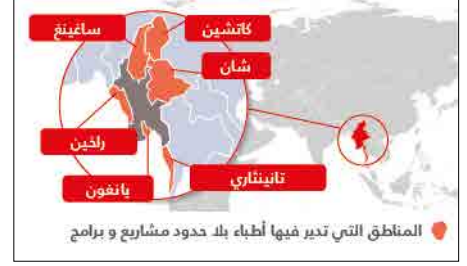 كاتشين
ساغينغ
شان
راخين
تانينثاري
يانغون
المناطق التي تدير فيها أطباء بلا حدود مشاريع و برامج